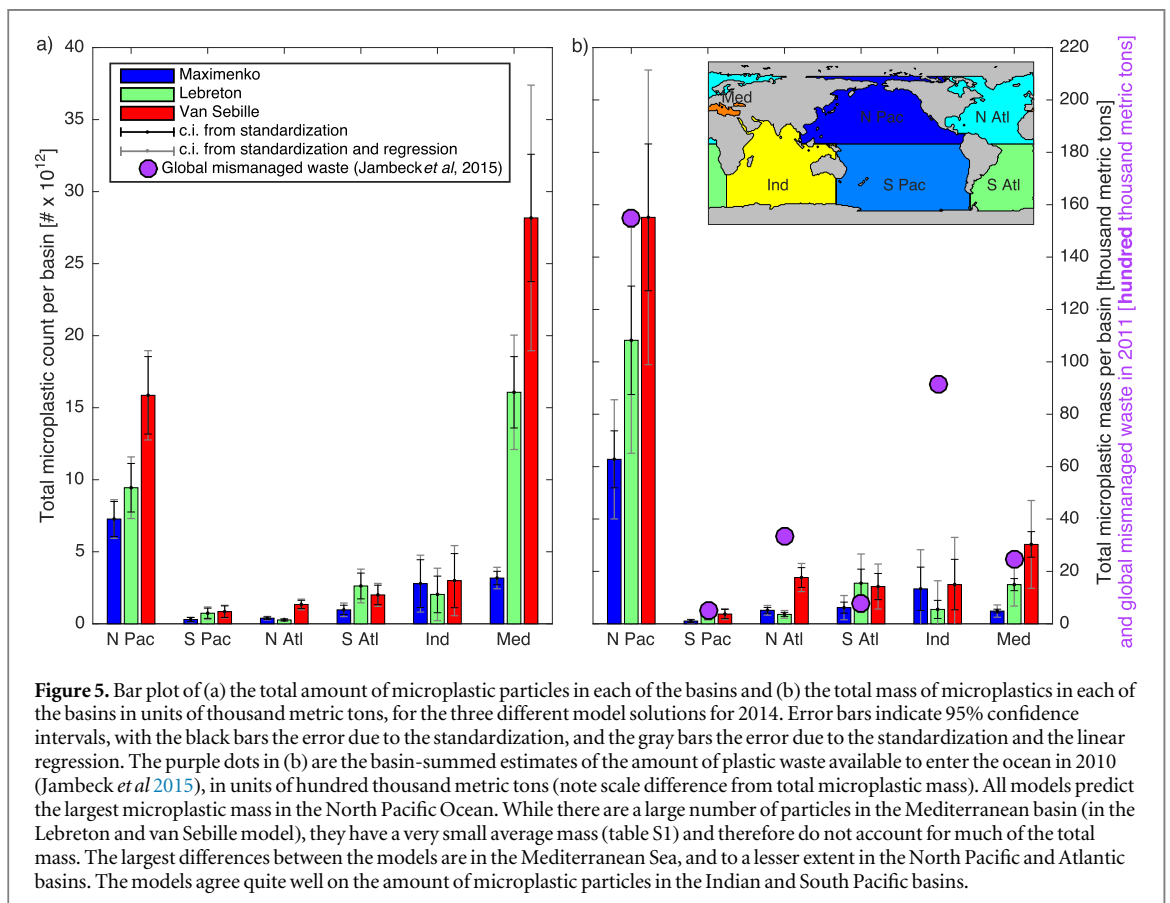 a)
40
35
30
25
20
15
10
5
0
Total microplastic count per basin [# x 10¹²]
Maximenko
Lebreton
Van Sebille
c.i. from standardization
c.i. from standardization and regression
Global mismanaged waste (Jambeck et al, 2015)
N Pac S Pac N Atl S Atl Ind Med
b)
Med
N Pac
N Atl
Ind
S Pac
S Atl
220
200
180
160
140
120
100
80
60
40
20
0
Total microplastic mass per basin [thousand metric tons]
and global mismanaged waste in 2011 [hundred thousand metric tons]
N Pac S Pac N Atl S Atl Ind Med
Figure 5. Bar plot of (a) the total amount of microplastic particles in each of the basins and (b) the total mass of microplastics in each of
the basins in units of thousand metric tons, for the three different model solutions for 2014. Error bars indicate 95% confidence
intervals, with the black bars the error due to the standardization, and the gray bars the error due to the standardization and the linear
regression. The purple dots in (b) are the basin-summed estimates of the amount of plastic waste available to enter the ocean in 2010
(Jambeck et al 2015), in units of hundred thousand metric tons (note scale difference from total microplastic mass). All models predict
the largest microplastic mass in the North Pacific Ocean. While there are a large number of particles in the Mediterranean basin (in the
Lebreton and van Sebille model), they have a very small average mass (table S1) and therefore do not account for much of the total
mass. The largest differences between the models are in the Mediterranean Sea, and to a lesser extent in the North Pacific and Atlantic
basins. The models agree quite well on the amount of microplastic particles in the Indian and South Pacific basins.